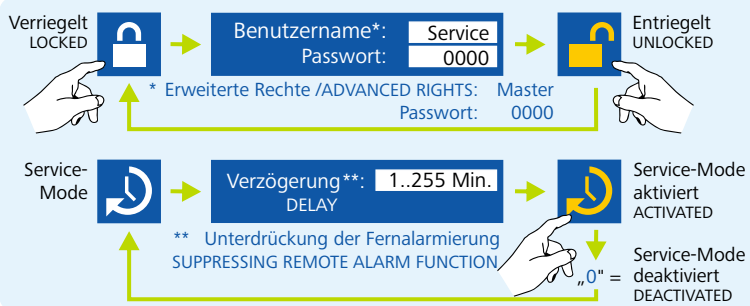 Verriegelt
LOCKED
Benutzername*: Service
Passwort: 0000
Entriegelt
UNLOCKED
* Erweiterte Rechte /ADVANCED RIGHTS: Master
Passwort: 0000
Service-
Mode
Verzögerung**: 1..255 Min.
DELAY
Service-Mode
aktiviert
ACTIVATED
** Unterdrückung der Fernalarmierung
SUPPRESSING REMOTE ALARM FUNCTION
„0" =
Service-Mode
deaktiviert
DEACTIVATED